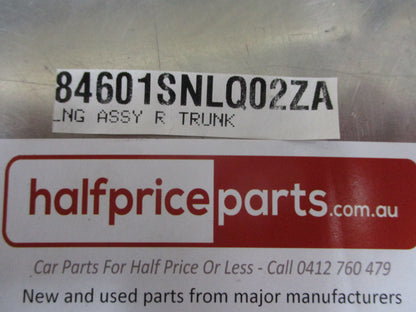 84601SNLQ02ZA
LNG ASSY R TRUNK
halfpriceparts.com.au
Car Parts For Half Price Or Less - Call 0412 760 479
New and used parts from major manufacturers